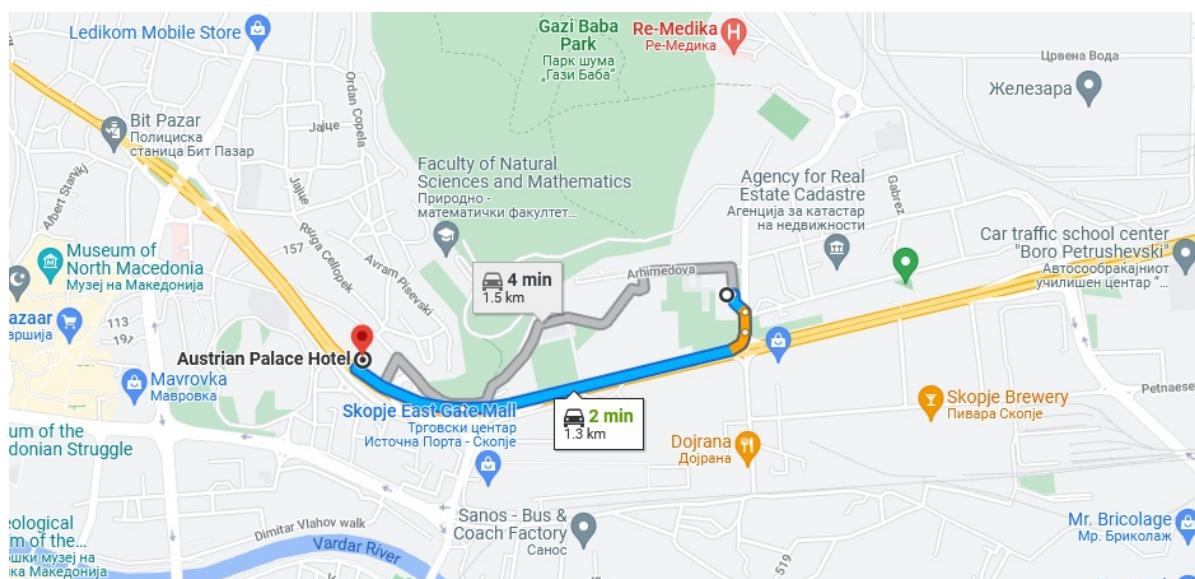 Ledikom Mobile Store
Gazi Baba
Park
Парк шума
„Гази Баба“
Re-Medika
Ре-Медика
Црвена Вода
Железара
Bit Pazar
Полициска
станица Бит Пазар
Јајце
Ordan Copela
Albert Starvikj
Јајце
Faculty of Natural
Sciences and Mathematics
Природно -
математички факултет...
Agency for Real
Estate Cadastre
Агенција за катастар
на недвижности
Gabrez
Car traffic school center
"Boro Petrushevski"
Автосообраќајниот
училишен центар “...
Museum of
North Macedonia
Музеј на Македонија
157
Ruga Cellopek
Avram Pisevski
4 min
1.5 km
Arhimedova
azaar
аршија
113
197
Austrian Palace Hotel
Mavrovka
Мавровка
Skopje East Gate Mall
Трговски центар
Источна Порта - Скопје
2 min
1.3 km
Petnaese
Skopje Brewery
Пивара Скопје
Dojrana
Дојрана
um of the
donian Struggle
Dimitar Vlahov walk
Vardar River
Sanos - Bus &
Coach Factory
Санос
519
Mr. Bricolage
Мр. Бриколаж
eological
m of the...
шки музеј на
ка Македонија